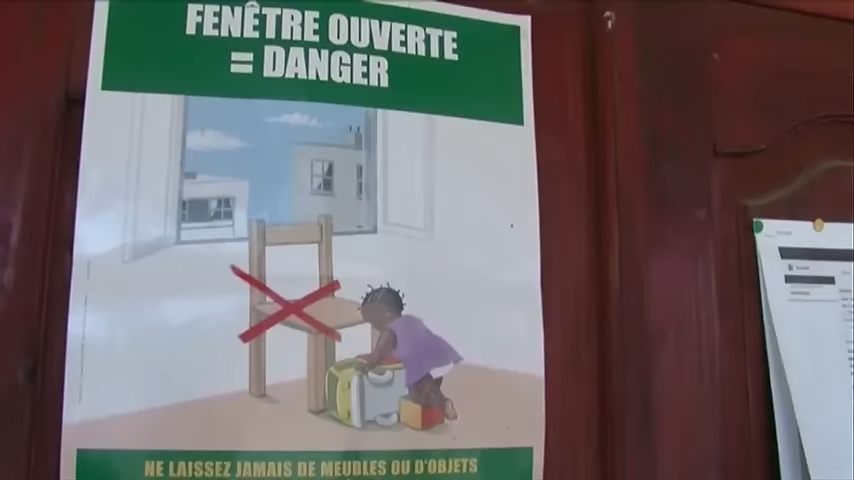 FENÊTRE OUVERTE
= DANGER
NE LAISSEZ JAMAIS DE MEUBLES OU D'OBJETS